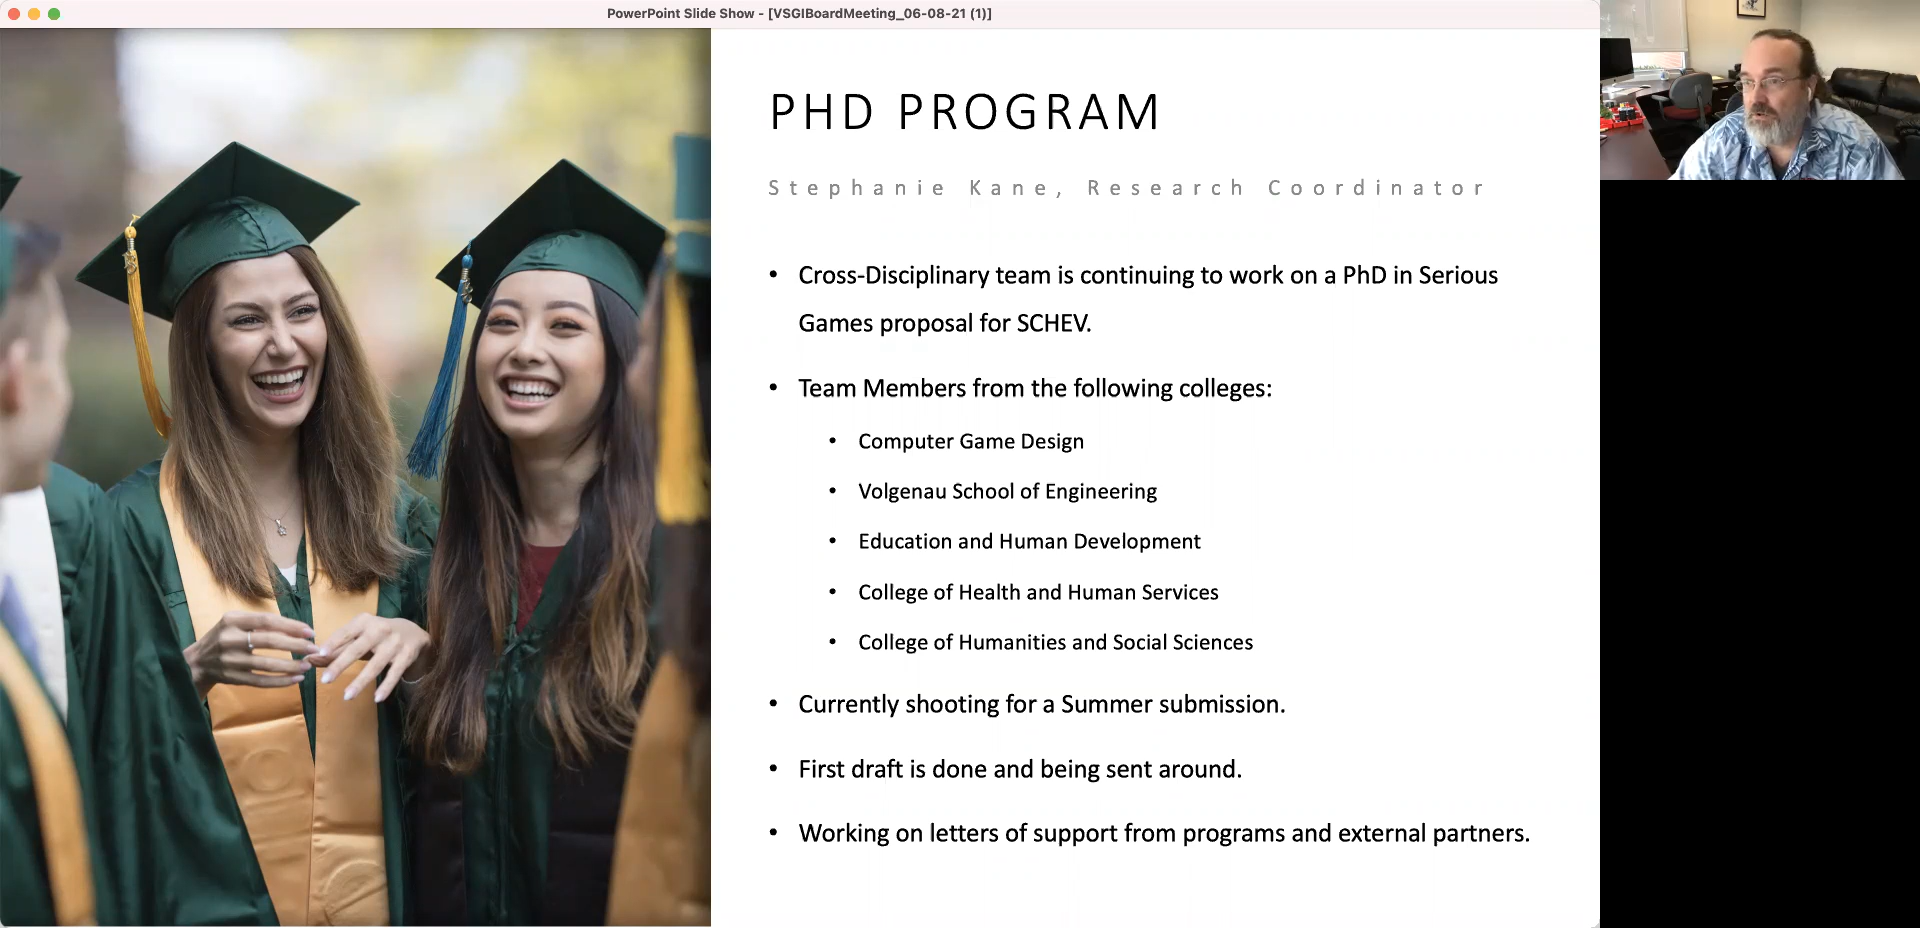 PowerPoint Slide Show - [VSGIBoardMeeting_06-08-21 (1)]
PHD PROGRAM
Stephanie Kane, Research Coordinator
• Cross-Disciplinary team is continuing to work on a PhD in Serious
Games proposal for SCHEV.
• Team Members from the following colleges:
• Computer Game Design
• Volgenau School of Engineering
• Education and Human Development
• College of Health and Human Services
• College of Humanities and Social Sciences
• Currently shooting for a Summer submission.
• First draft is done and being sent around.
• Working on letters of support from programs and external partners.